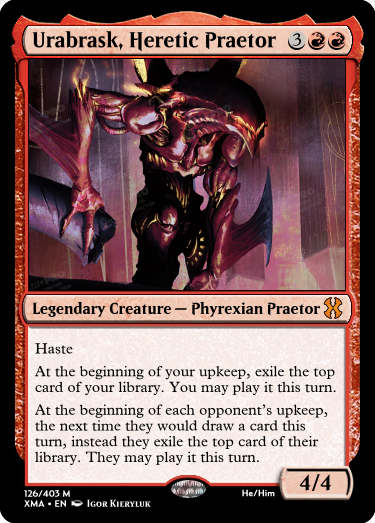 Urabrask, Heretic Praetor 3
Legendary Creature — Phyrexian Praetor
Haste
At the beginning of your upkeep, exile the top
card of your library. You may play it this turn.
At the beginning of each opponent's upkeep,
the next time they would draw a card this
turn, instead they exile the top card of their
library. They may play it this turn.
126/403 M
He/Him
4/4
XMA • EN Igor Kieryluk